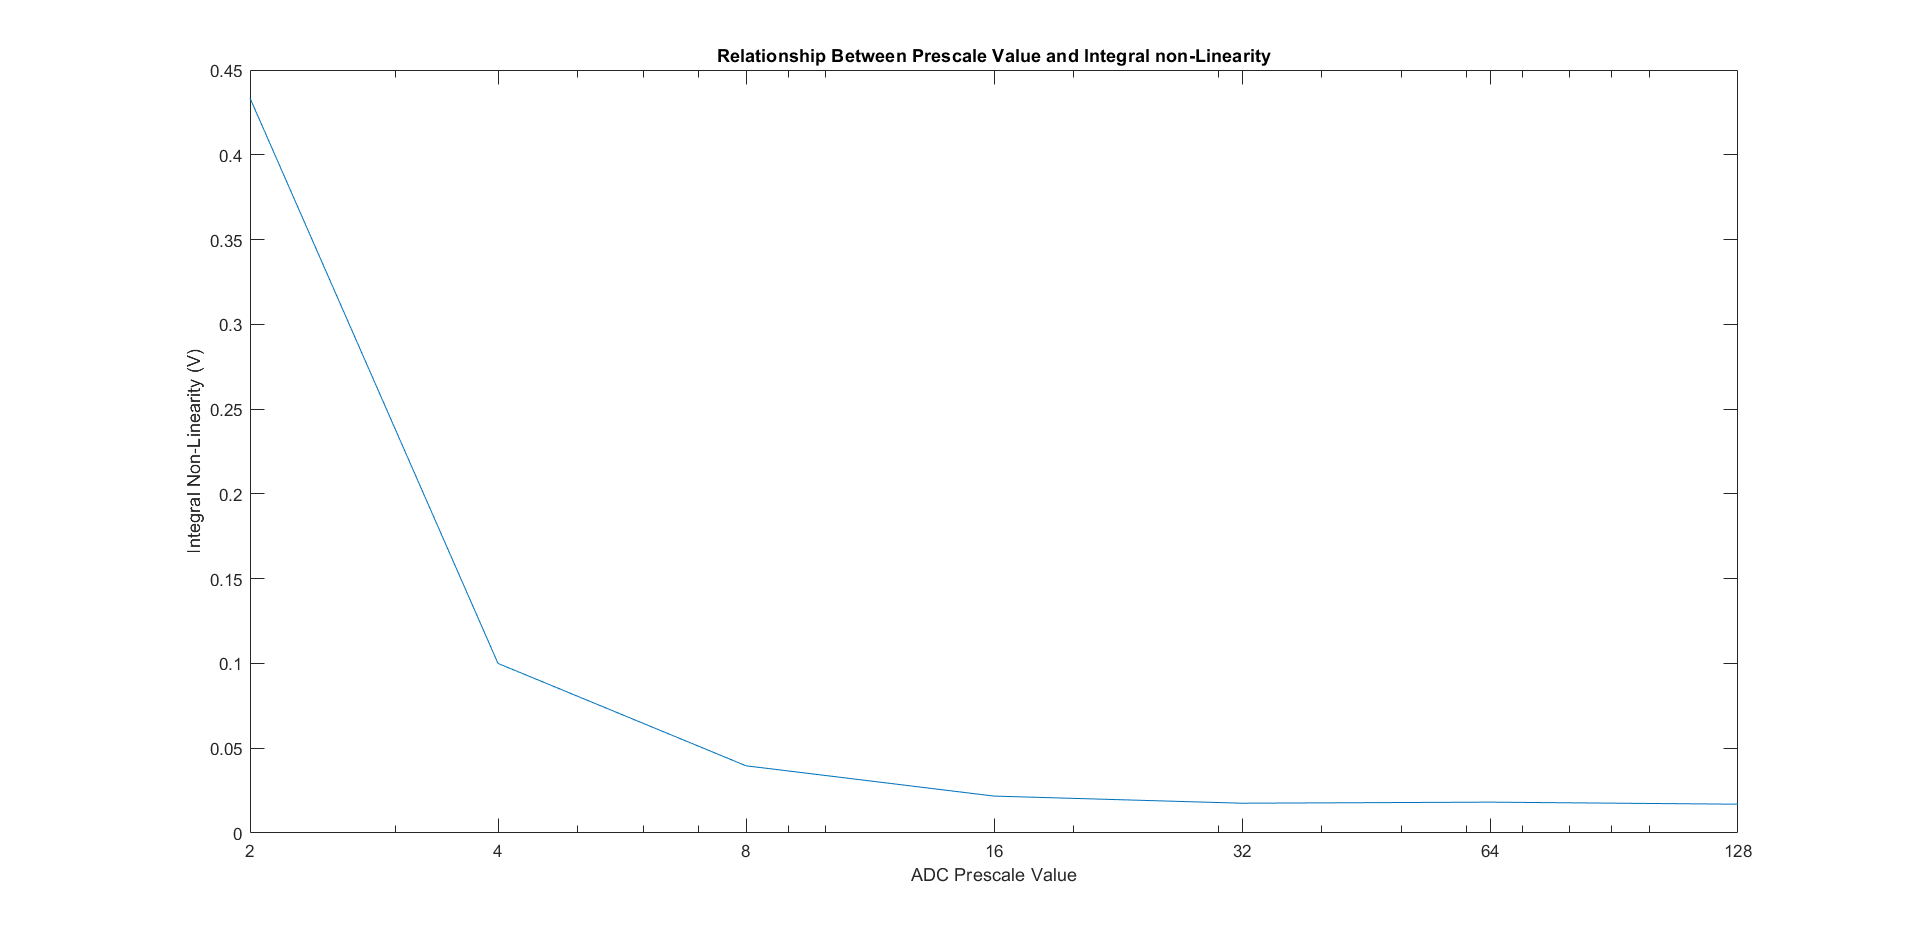 Relationship Between Prescale Value and Integral non-Linearity
0.45
0.4
0.35
0.3
0.25
0.2
0.15
0.1
0.05
0
Integral Non-Linearity (V)
2 4 8 16 32 64 128
ADC Prescale Value